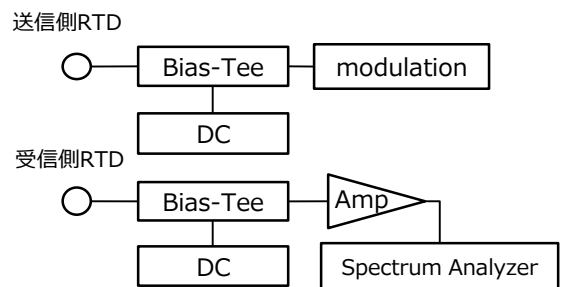 送信側RTD
Bias-Tee
modulation
DC
受信側RTD
Bias-Tee
Amp
DC
Spectrum Analyzer